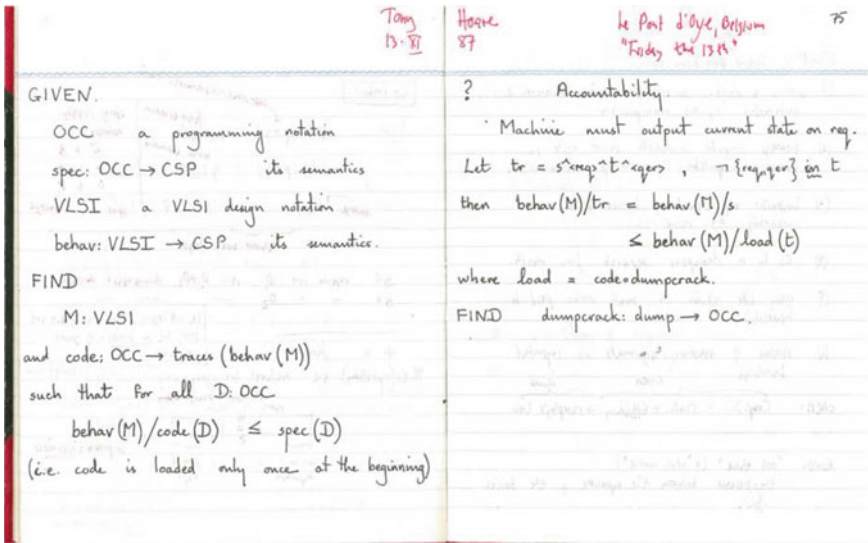 Tony Hoare
13·XI 87
Le Pont d'Oye, Belgium
"Friday the 13th"
75
GIVEN.
OCC a programming notation
spec: OCC → CSP its semantics
VLSI a VLSI design notation
behav: VLSI → CSP its semantics.
FIND
M: VLSI
and code: OCC → traces (behav(M))
such that for all D: OCC
behav(M)/code(D) ≤ spec(D)
(i.e. code is loaded only once at the beginning)
? Accountability.
Machine must output current state on req.
Let tr = s^<req>^t^<qer> , ¬{req,qer} in t
then behav(M)/tr = behav(M)/s
≤ behav(M)/load(t)
where load = code∘dumpcrack.
FIND dumpcrack: dump → OCC.